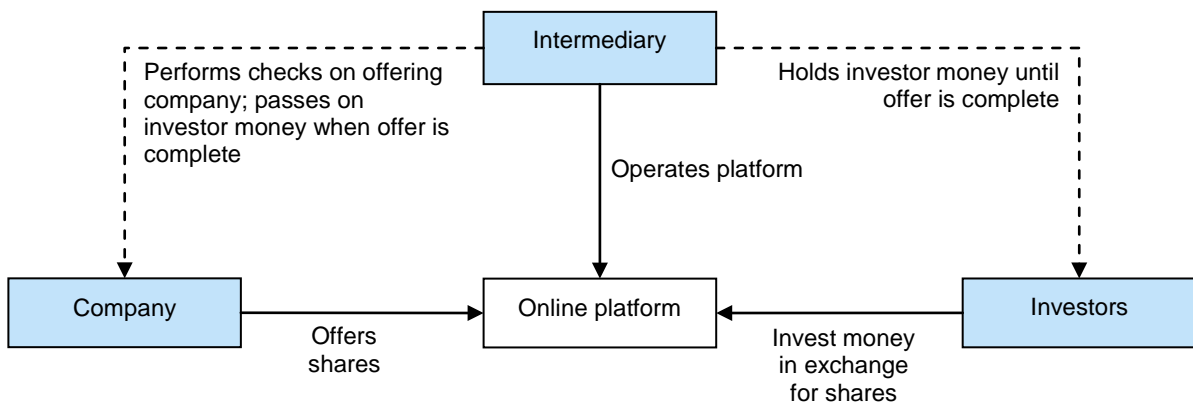 Intermediary
Performs checks on offering
company; passes on
investor money when offer is
complete
Holds investor money until
offer is complete
Operates platform
Company
Online platform
Investors
Offers
shares
Invest money
in exchange
for shares